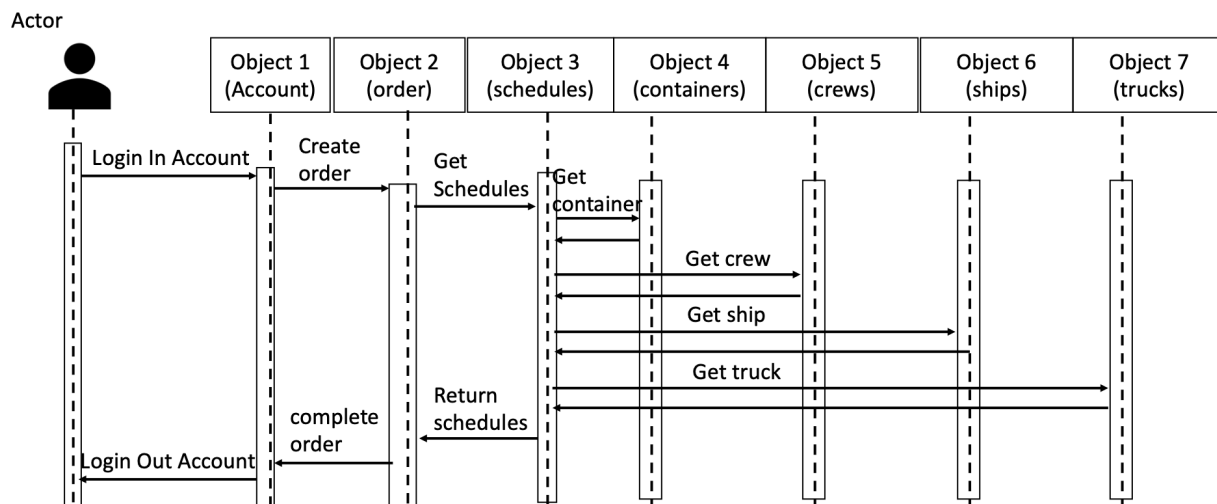 Actor
Object 1
(Account)
Object 2
(order)
Object 3
(schedules)
Object 4
(containers)
Object 5
(crews)
Object 6
(ships)
Object 7
(trucks)
Login In Account
Create
order
Get
Schedules
Get
container
Get crew
Get ship
Get truck
Return
schedules
complete
order
Login Out Account